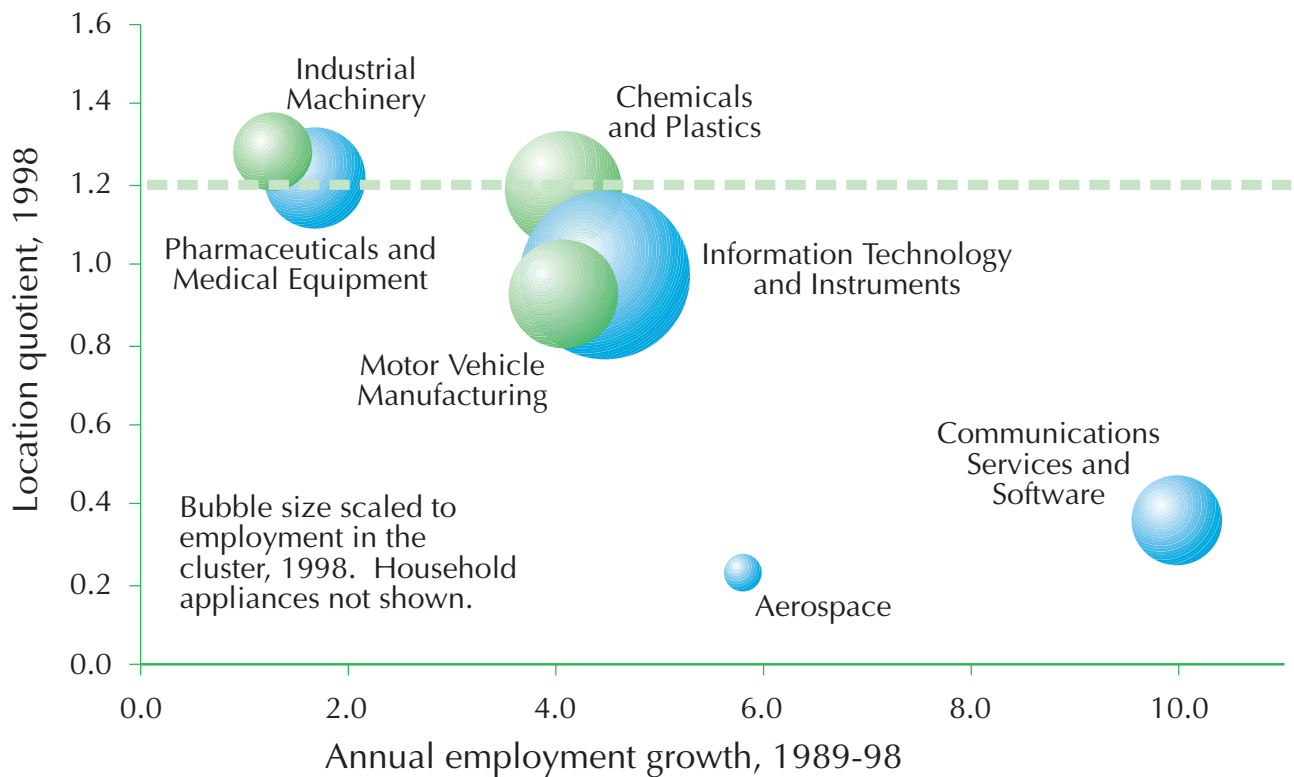 Location quotient, 1998
1.6
1.4
1.2
1.0
0.8
0.6
0.4
0.2
0.0
Industrial
Machinery
Chemicals
and Plastics
Pharmaceuticals and
Medical Equipment
Information Technology
and Instruments
Motor Vehicle
Manufacturing
Communications
Services and
Software
Bubble size scaled to
employment in the
cluster, 1998.  Household
appliances not shown.
Aerospace
0.0
2.0
4.0
6.0
8.0
10.0
Annual employment growth, 1989-98